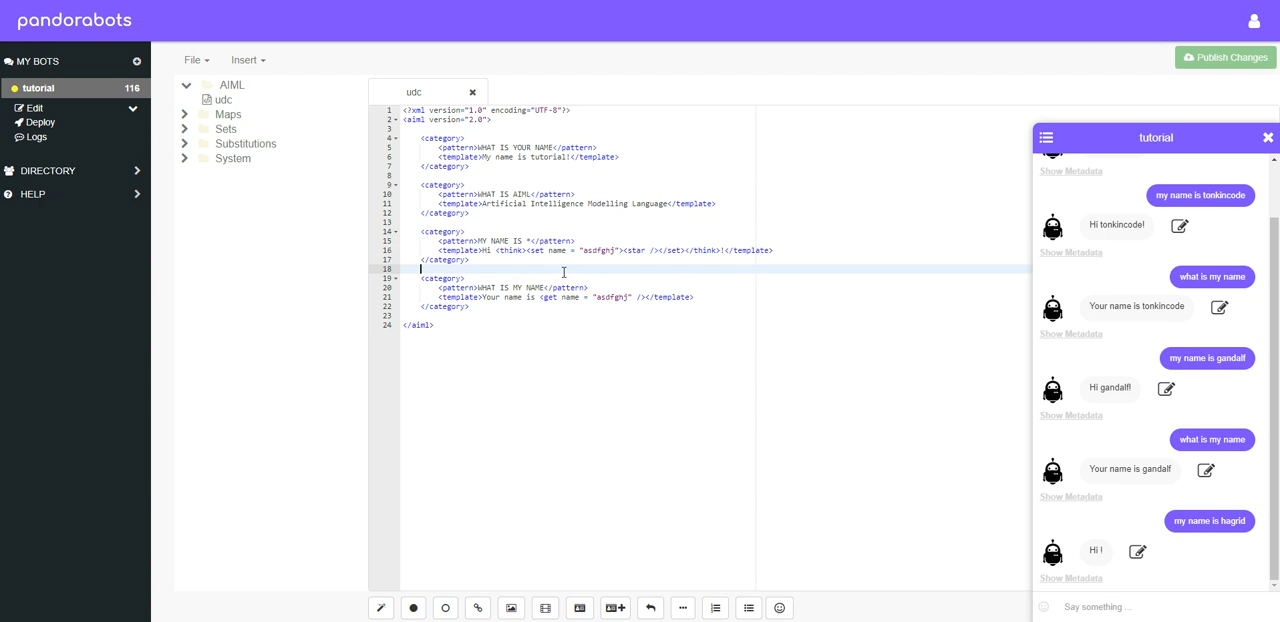 pandorabots
MY BOTS
tutorial 116
Edit
Deploy
Logs
DIRECTORY
HELP
File Insert
Publish Changes
AIML
udc
Maps
Sets
Substitutions
System
udc
1 <?xml version="1.0" encoding="UTF-8"?>
2 <aiml version="2.0">
3
4 <category>
5 <pattern>WHAT IS YOUR NAME</pattern>
6 <template>My name is tutorial!</template>
7 </category>
8
9 <category>
10 <pattern>WHAT IS AIML</pattern>
11 <template>Artificial Intelligence Modelling Language</template>
12 </category>
13
14 <category>
15 <pattern>MY NAME IS *</pattern>
16 <template>Hi <think><set name = "asdfghj"><star /></set></think>!</template>
17 </category>
18
19 <category>
20 <pattern>WHAT IS MY NAME</pattern>
21 <template>Your name is <get name = "asdfghj" /></template>
22 </category>
23
24 </aiml>
tutorial
Show Metadata
my name is tonkincode
Hi tonkincode!
Show Metadata
what is my name
Your name is tonkincode
Show Metadata
my name is gandalf
Hi gandalf!
Show Metadata
what is my name
Your name is gandalf
Show Metadata
my name is hagrid
Hi !
Show Metadata
Say something ...